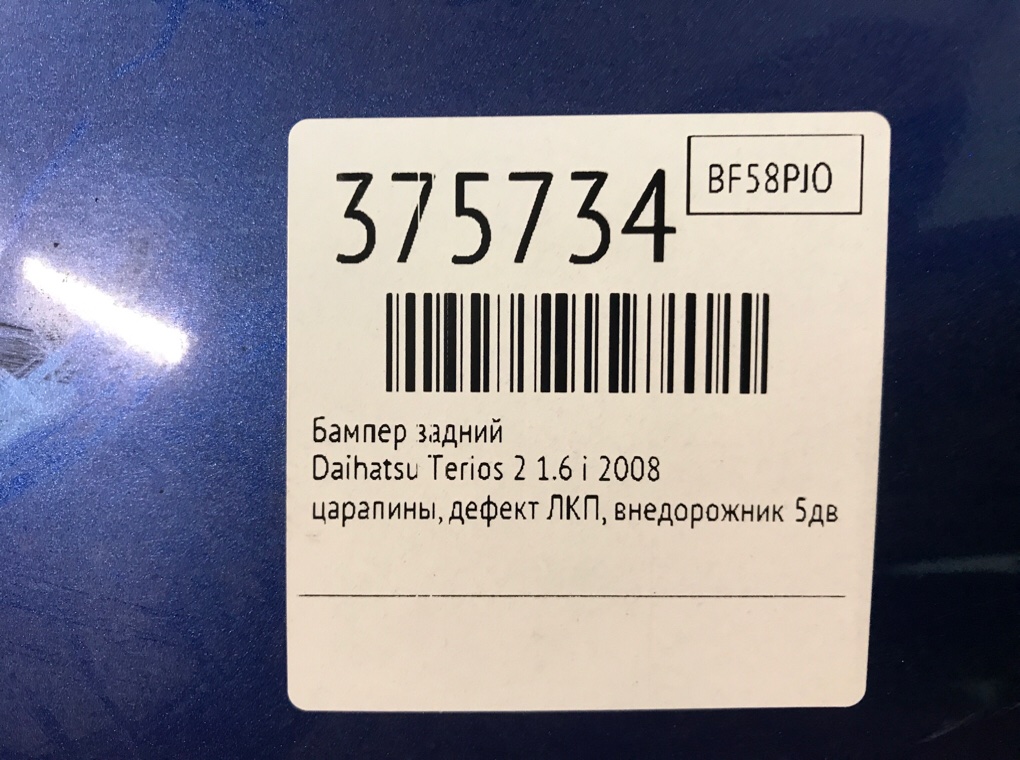 375734
BF58PJO
Бампер задний
Daihatsu Terios 2 1.6 i 2008
царапины, дефект ЛКП, внедорожник 5дв